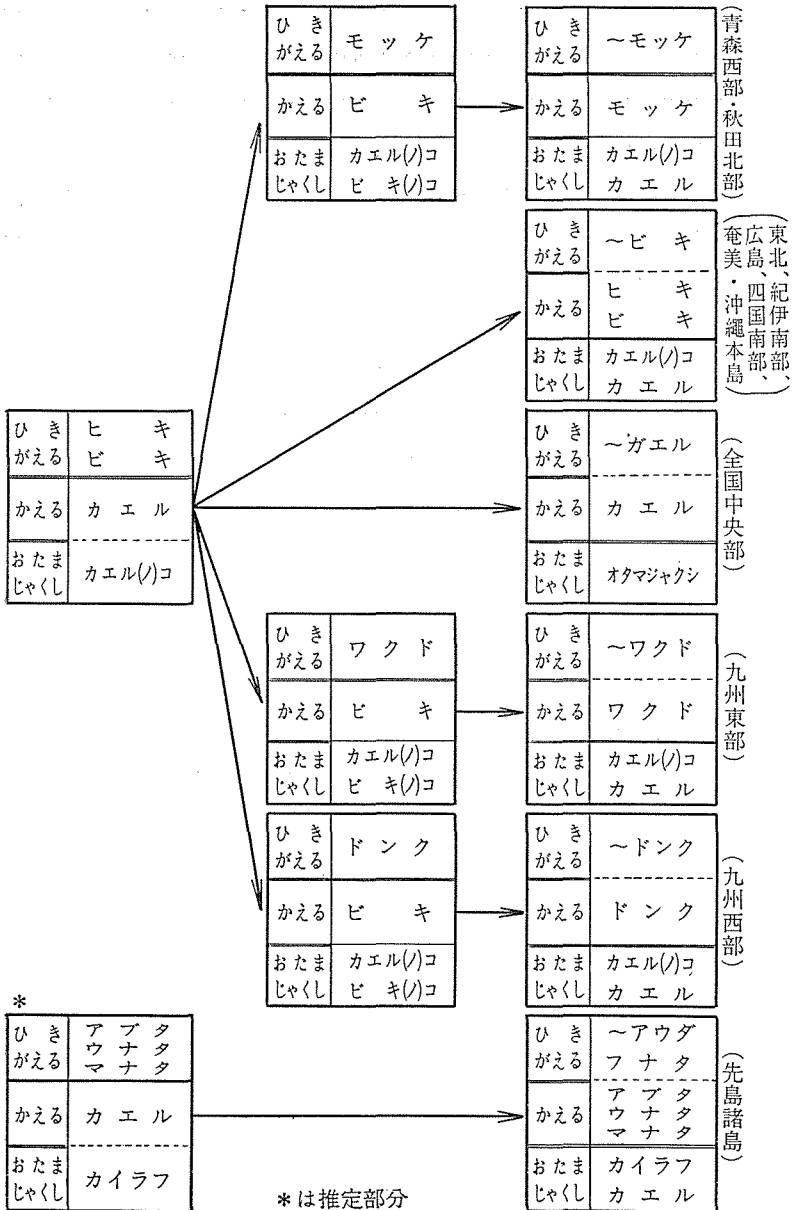 ひきがえる モッケ
かえる ビキ
おたまじゃくし カエル(ノ)コ
ビキ(ノ)コ
ひきがえる ～モッケ
かえる モッケ
おたまじゃくし カエル(ノ)コ
カエル
(青森西部・秋田北部)
ひきがえる ～ビキ
かえる ヒキ
ビキ
おたまじゃくし カエル(ノ)コ
カエル
(東北、紀伊南部、
広島、四国南部、
奄美・沖縄本島)
ひきがえる ヒキ
ビキ
かえる カエル
おたまじゃくし カエル(ノ)コ
ひきがえる ～ガエル
かえる カエル
おたまじゃくし オタマジャクシ
(全国中央部)
ひきがえる ワクド
かえる ビキ
おたまじゃくし カエル(ノ)コ
ビキ(ノ)コ
ひきがえる ～ワクド
かえる ワクド
おたまじゃくし カエル(ノ)コ
カエル
(九州東部)
ひきがえる ドンク
かえる ビキ
おたまじゃくし カエル(ノ)コ
ビキ(ノ)コ
ひきがえる ～ドンク
かえる ドンク
おたまじゃくし カエル(ノ)コ
カエル
(九州西部)
*
ひきがえる アブタ
ウナタ
マナタ
かえる カエル
おたまじゃくし カイラフ
ひきがえる ～アウダ
フナタ
かえる アブタ
ウナタ
マナタ
おたまじゃくし カイラフ
カエル
(先島諸島)
*は推定部分